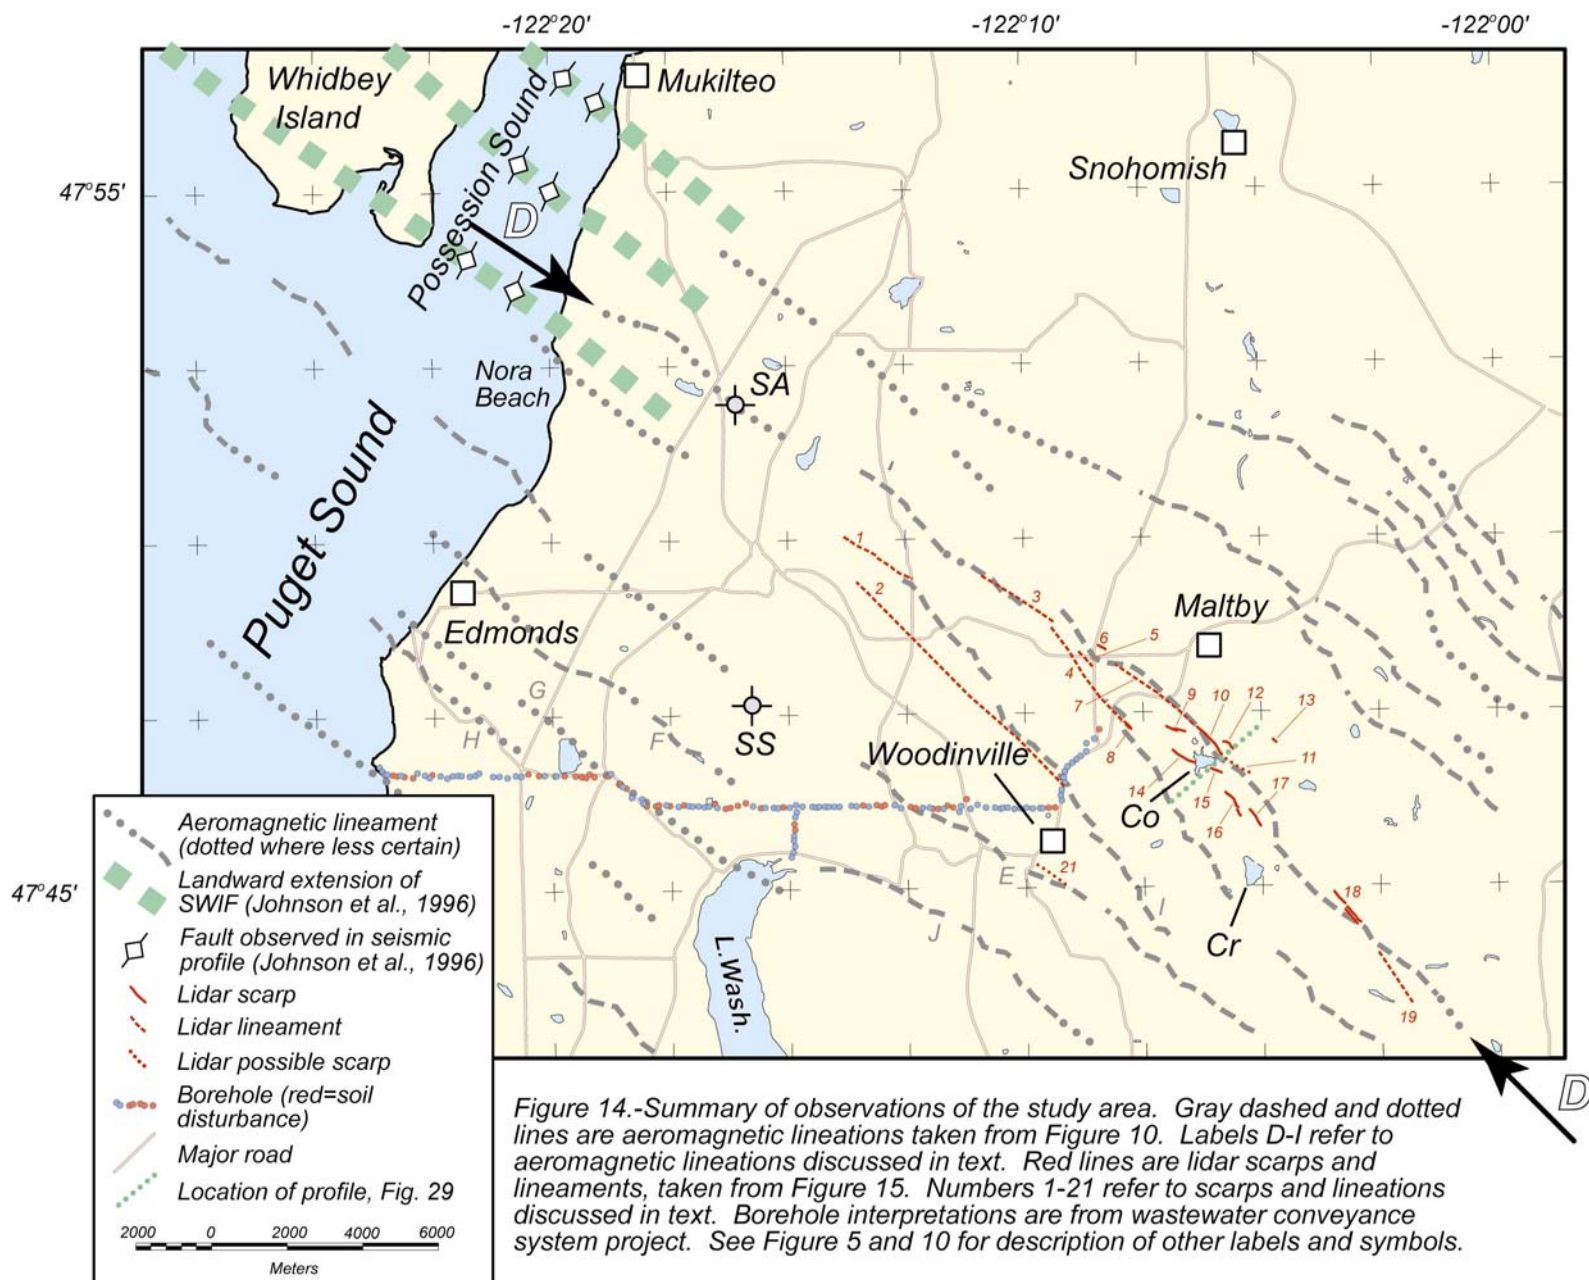 -122°20'
-122°10'
-122°00'
47°55'
47°45'
Whidbey
Island
Possession Sound
Mukilteo
Snohomish
D
Nora
Beach
SA
Puget Sound
Edmonds
1
2
3
4
5
6
7
8
9
10
11
12
13
14
15
16
17
18
19
21
Maltby
G
H
F
SS
Woodinville
Co
E
I
J
Cr
L.Wash.
D
Aeromagnetic lineament
(dotted where less certain)
Landward extension of
SWIF (Johnson et al., 1996)
Fault observed in seismic
profile (Johnson et al., 1996)
Lidar scarp
Lidar lineament
Lidar possible scarp
Borehole (red=soil
disturbance)
Major road
Location of profile, Fig. 29
2000 0 2000 4000 6000
Meters
Figure 14.-Summary of observations of the study area. Gray dashed and dotted
lines are aeromagnetic lineations taken from Figure 10. Labels D-I refer to
aeromagnetic lineations discussed in text. Red lines are lidar scarps and
lineaments, taken from Figure 15. Numbers 1-21 refer to scarps and lineations
discussed in text. Borehole interpretations are from wastewater conveyance
system project. See Figure 5 and 10 for description of other labels and symbols.